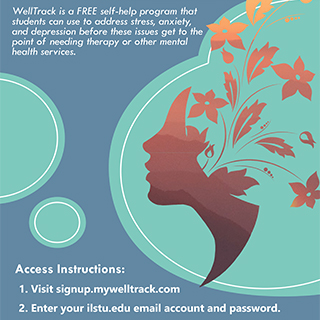 WellTrack is a FREE self-help program that
students can use to address stress, anxiety,
and depression before these issues get to the
point of needing therapy or other mental
health services.
Access Instructions:
1. Visit signup.mywelltrack.com
2. Enter your ilstu.edu email account and password.